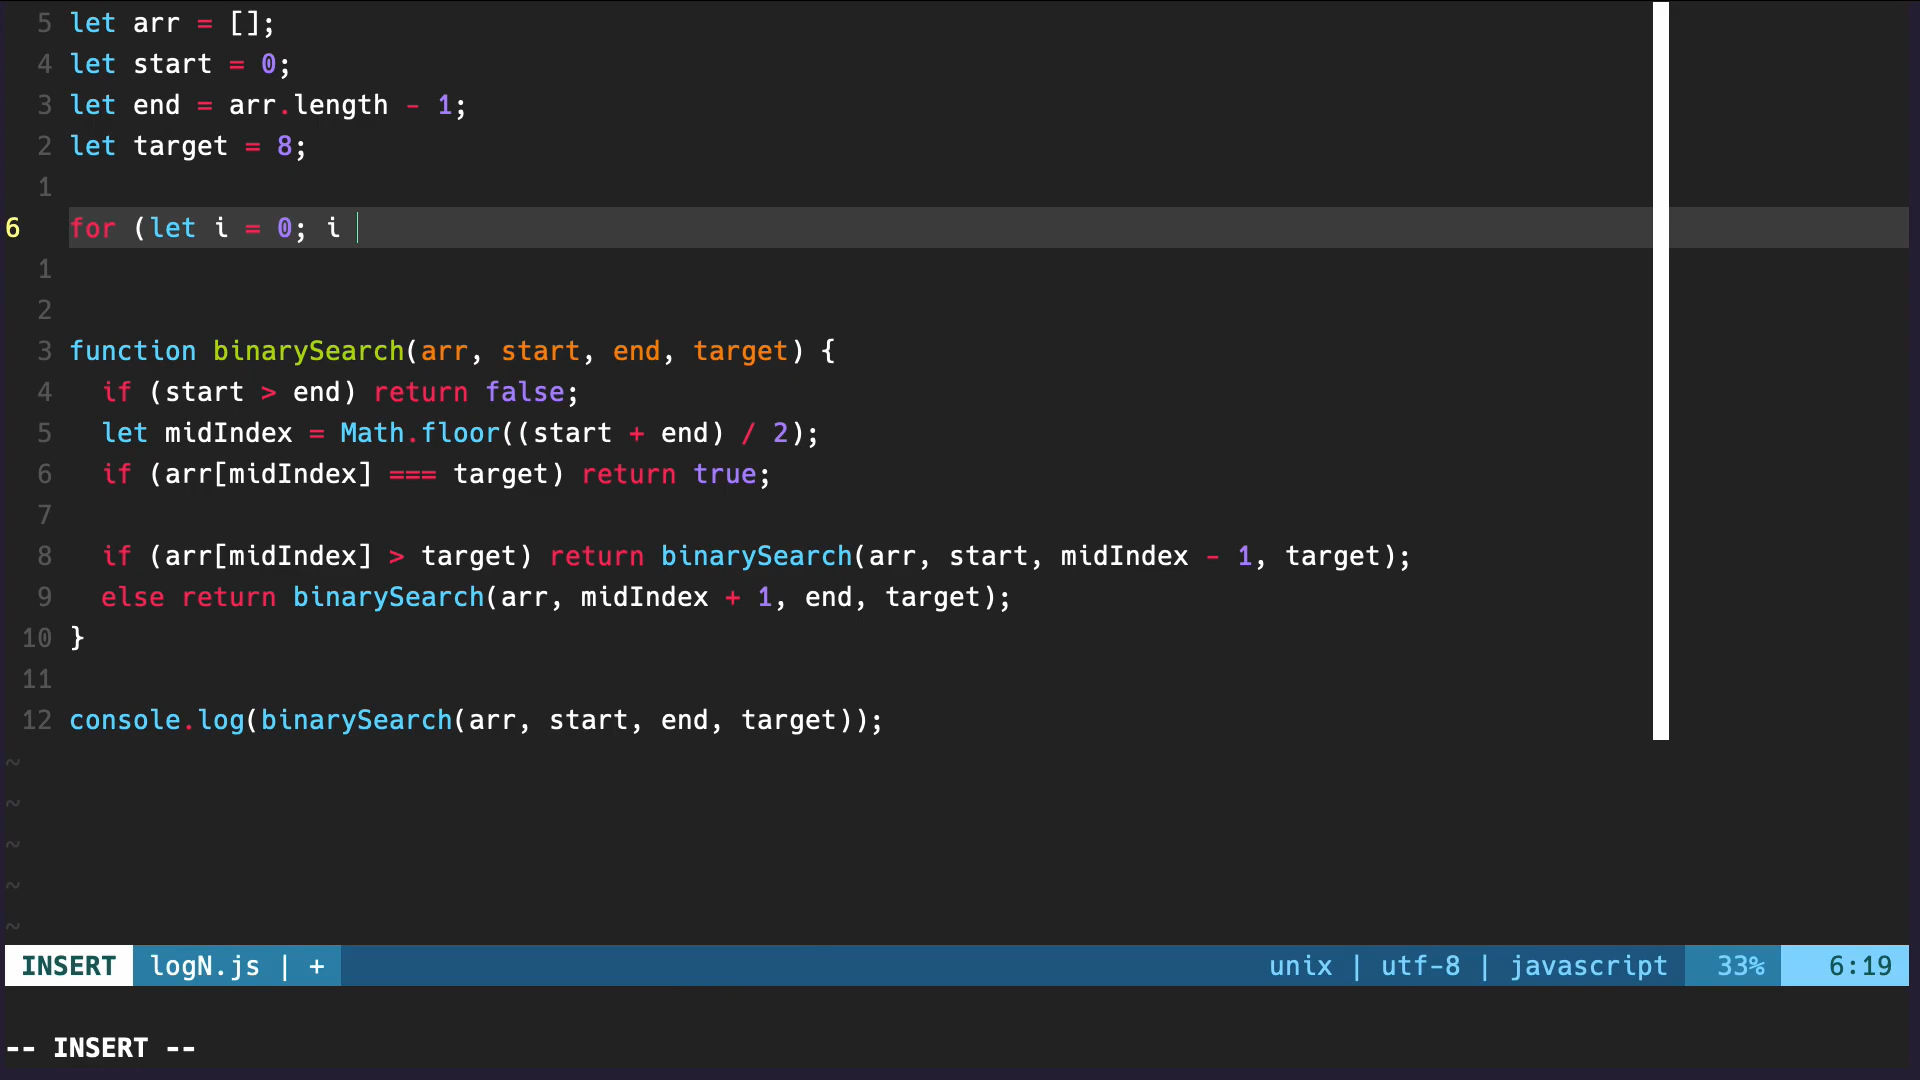 5 let arr = [];
4 let start = 0;
3 let end = arr.length - 1;
2 let target = 8;
1
6 for (let i = 0; i
1
2
3 function binarySearch(arr, start, end, target) {
4   if (start > end) return false;
5   let midIndex = Math.floor((start + end) / 2);
6   if (arr[midIndex] === target) return true;
7
8   if (arr[midIndex] > target) return binarySearch(arr, start, midIndex - 1, target);
9   else return binarySearch(arr, midIndex + 1, end, target);
10 }
11
12 console.log(binarySearch(arr, start, end, target));
~
~
~
~
~
INSERT logN.js | + unix | utf-8 | javascript 33% 6:19
-- INSERT --